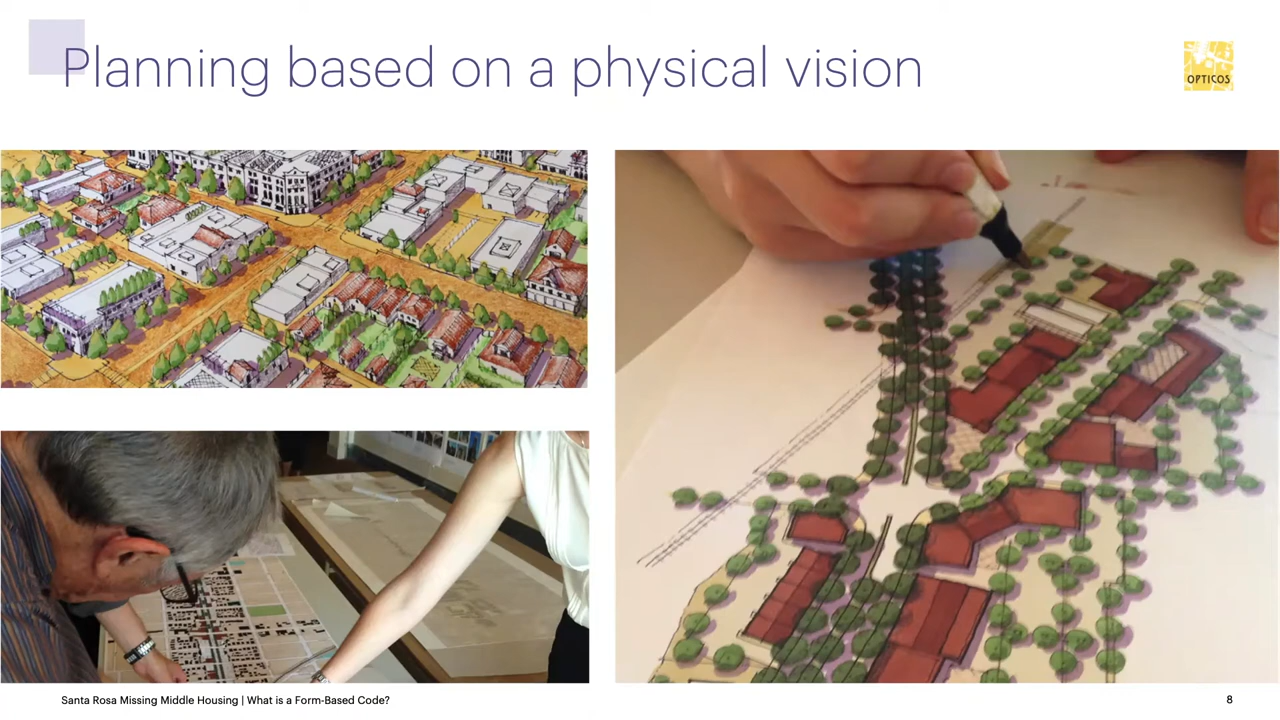 Planning based on a physical vision
OPTICOS
Santa Rosa Missing Middle Housing | What is a Form-Based Code?
8